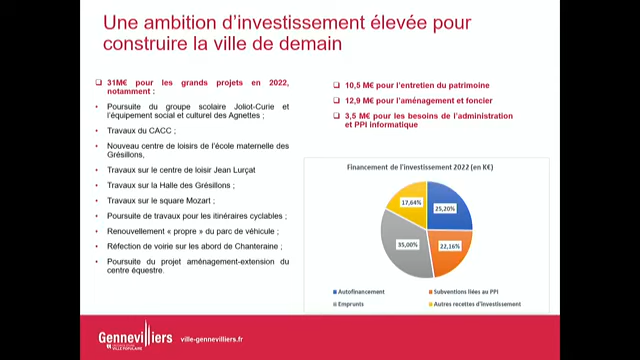 Une ambition d'investissement élevée pour
construire la ville de demain
31M€ pour les grands projets en 2022,
notamment :
• Poursuite du groupe scolaire Joliot-Curie et
l'équipement social et culturel des Agnettes ;
• Travaux du CACC ;
• Nouveau centre de loisirs de l'école maternelle des
Grésillons,
• Travaux sur le centre de loisir Jean Lurçat
• Travaux sur la Halle des Grésillons ;
• Travaux sur le square Mozart ;
• Poursuite de travaux pour les itinéraires cyclables ;
• Renouvellement « propre » du parc de véhicule ;
• Réfection de voirie sur les abord de Chanteraine ;
• Poursuite du projet aménagement-extension du
centre équestre.
10,5 M€ pour l'entretien du patrimoine
12,9 M€ pour l'aménagement et foncier
3,5 M€ pour les besoins de l'administration
et PPI informatique
Financement de l'investissement 2022 (en K€)
17,64%
25,20%
35,00%
22,16%
Autofinancement
Subventions liées au PPI
Emprunts
Autres recettes d'investissement
Gennevilliers
VILLE POPULAIRE
ville-gennevilliers.fr